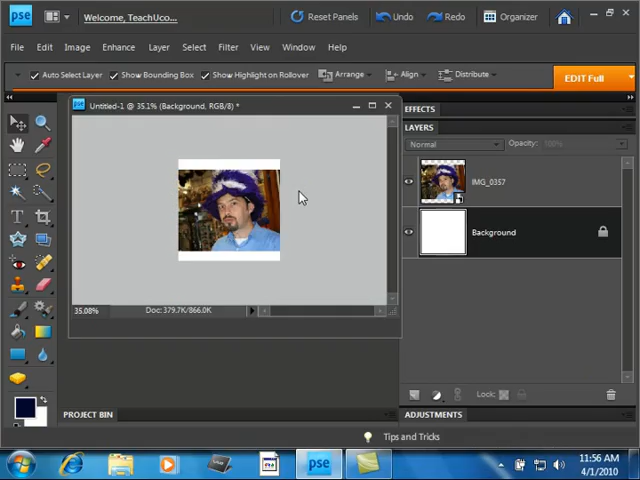 pse
Welcome, TeachUco...
Reset Panels
Undo
Redo
Organizer
File Edit Image Enhance Layer Select Filter View Window Help
Auto Select Layer
Show Bounding Box
Show Highlight on Rollover
Arrange
Align
Distribute
EDIT Full
pse Untitled-1 @ 35.1% (Background, RGB/8) *
EFFECTS
LAYERS
Normal
Opacity: 100%
IMG_0357
Background
35.08%
Doc: 379.7K/866.0K
Lock:
PROJECT BIN
ADJUSTMENTS
Tips and Tricks
pse
11:56 AM
4/1/2010